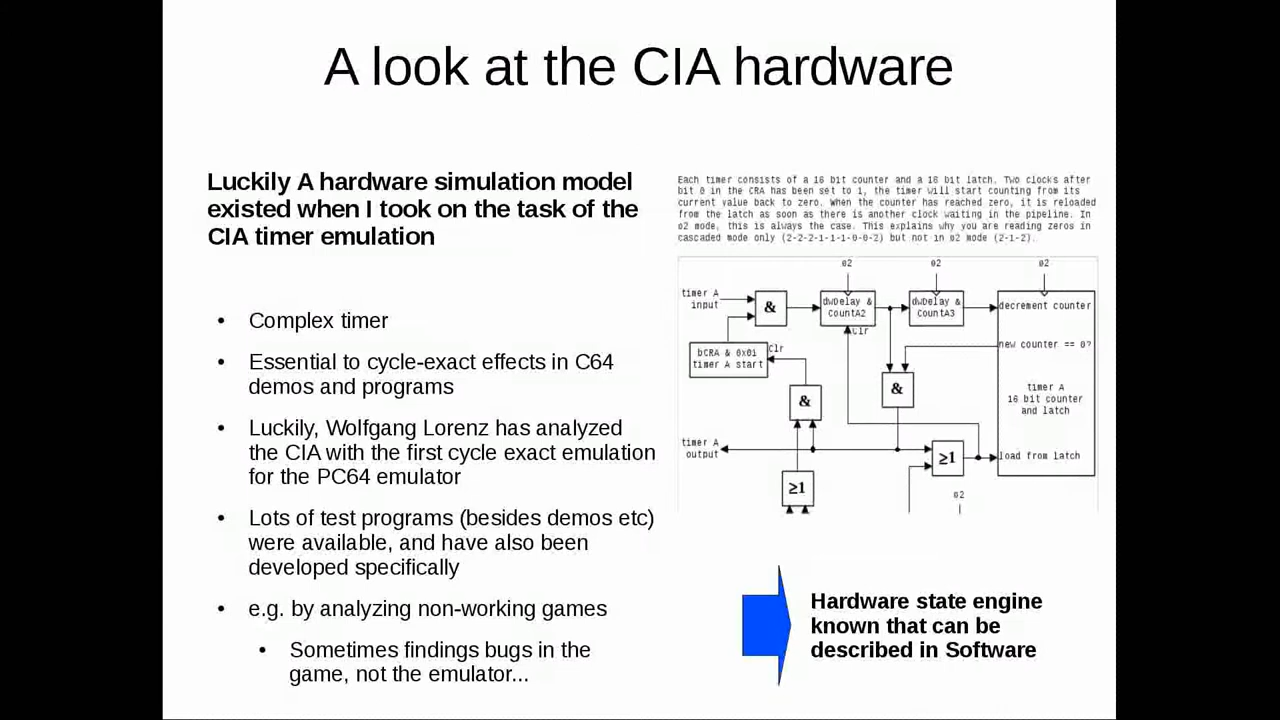 A look at the CIA hardware
Luckily A hardware simulation model
existed when I took on the task of the
CIA timer emulation
• Complex timer
• Essential to cycle-exact effects in C64
demos and programs
• Luckily, Wolfgang Lorenz has analyzed
the CIA with the first cycle exact emulation
for the PC64 emulator
• Lots of test programs (besides demos etc)
were available, and have also been
developed specifically
• e.g. by analyzing non-working games
• Sometimes findings bugs in the
game, not the emulator...
Each timer consists of a 16 bit counter and a 16 bit latch. Two clocks after
bit 0 in the CRA has been set to 1, the timer will start counting from its
current value back to zero. When the counter has reached zero, it is reloaded
from the latch as soon as there is another clock waiting in the pipeline. In
ø2 mode, this is always the case. This explains why you are reading zeros in
cascaded mode only (2-2-2-1-1-1-0-0-2) but not in ø2 mode (2-1-2).
ø2 ø2 ø2
timer A
input
&
dwDelay &
CountA2
dwDelay &
CountA3
decrement counter
Clr
bCRA & 0x01
timer A start
Clr
new counter == 0?
&
&
timer A
16 bit counter
and latch
timer A
output
≥1
load from latch
≥1
ø2
Hardware state engine
known that can be
described in Software